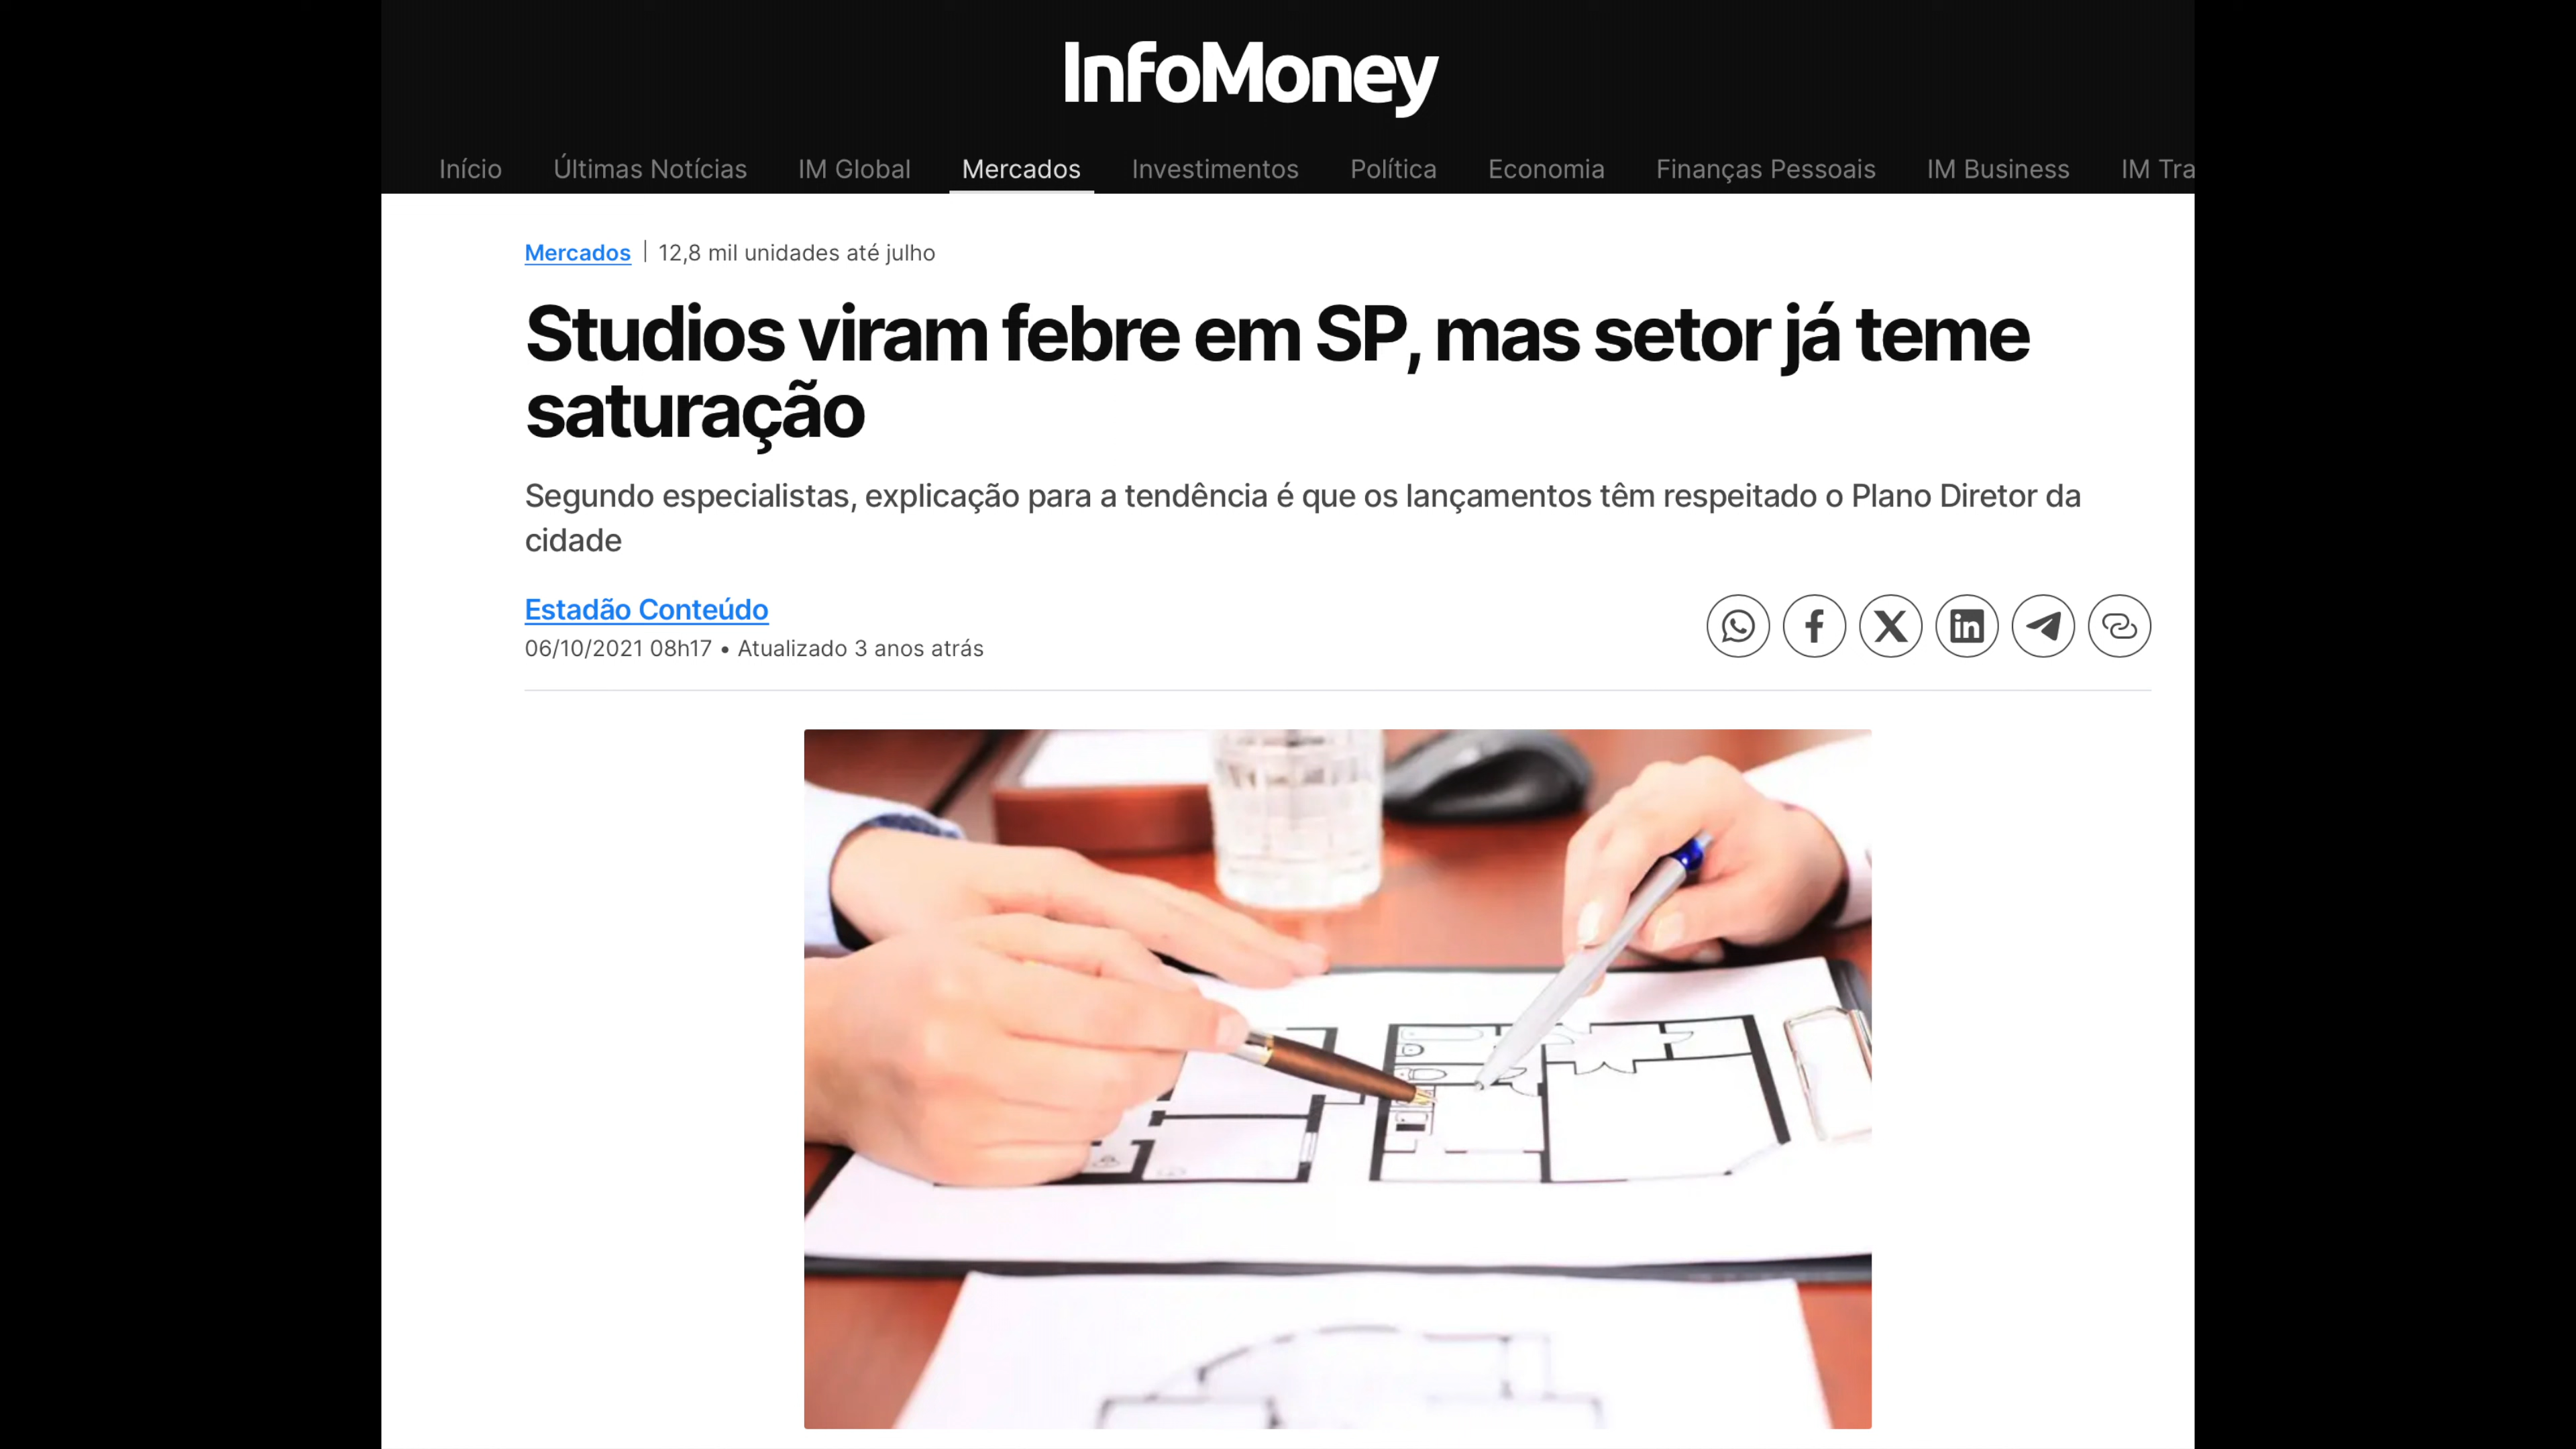 InfoMoney
Início Últimas Notícias IM Global Mercados Investimentos Política Economia Finanças Pessoais IM Business IM Tra
Mercados | 12,8 mil unidades até julho
Studios viram febre em SP, mas setor já teme
saturação
Segundo especialistas, explicação para a tendência é que os lançamentos têm respeitado o Plano Diretor da
cidade
Estadão Conteúdo
06/10/2021 08h17 • Atualizado 3 anos atrás